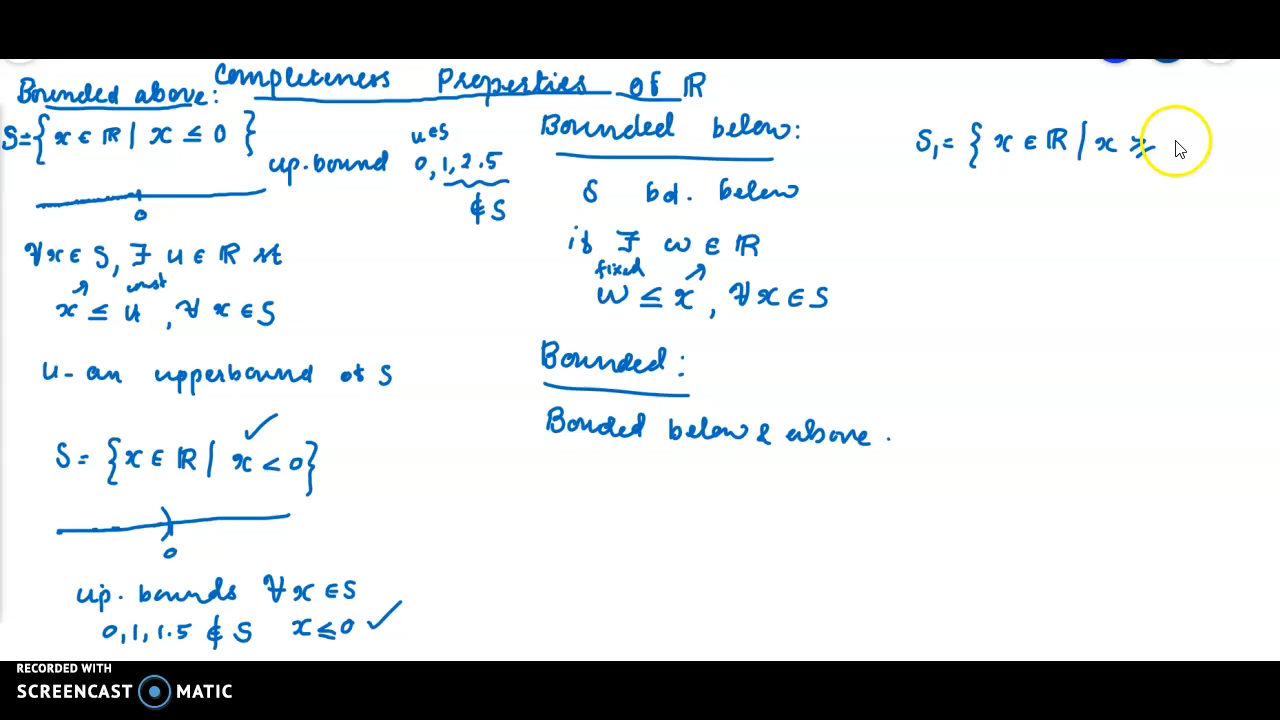 Completeness Properties of ℝ
Bounded above:
S = { x ∈ ℝ | x ≤ 0 }
up. bound
u ∈ S
0, 1, 2.5
∉ S
0
∀ x ∈ S, ∃ u ∈ ℝ st
const
x ≤ u , ∀ x ∈ S
u - an upperbound of S
S = { x ∈ ℝ | x < 0 }
0
up. bounds ∀ x ∈ S
0, 1, 1.5 ∉ S x ≤ 0
Bounded below:
S bd. below
if ∃ w ∈ ℝ
fixed
w ≤ x , ∀ x ∈ S
Bounded :
Bonded below & above .
S₁ = { x ∈ ℝ | x ≥
RECORDED WITH
SCREENCAST MATIC